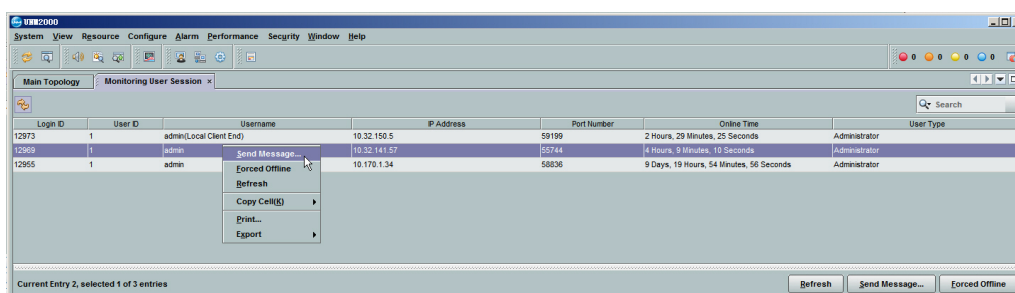 UNM2000
System View Resource Configure Alarm Performance Security Window Help
0 0 0 0
Main Topology Monitoring User Session ×
Search
Login ID User ID Username IP Address Port Number Online Time User Type
12973 1 admin(Local Client End) 10.32.150.5 59199 2 Hours, 29 Minutes, 25 Seconds Administrator
12969 1 admin 10.32.141.57 55744 4 Hours, 9 Minutes, 10 Seconds Administrator
12955 1 admin 10.170.1.34 58836 9 Days, 19 Hours, 54 Minutes, 56 Seconds Administrator
Send Message...
Forced Offline
Refresh
Copy Cell(K)
Print...
Export
Current Entry 2, selected 1 of 3 entries
Refresh Send Message... Forced Offline